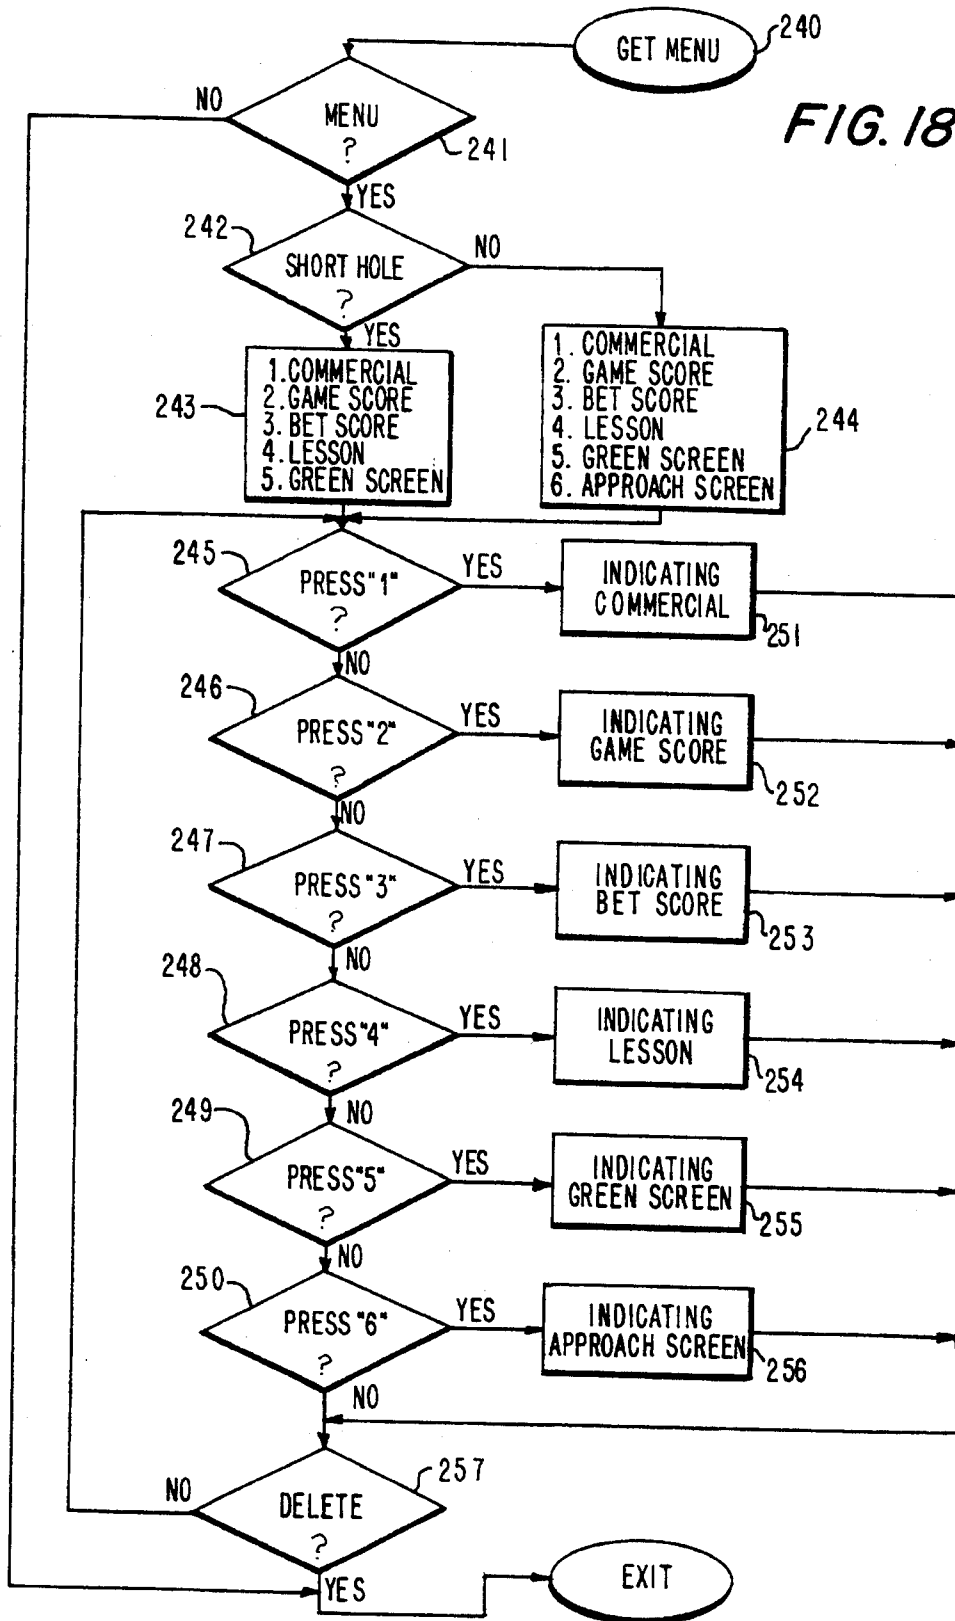 GET MENU
240
FIG. 18
NO
MENU
?
241
YES
242
SHORT HOLE
?
NO
YES
243
1. COMMERCIAL
2. GAME SCORE
3. BET SCORE
4. LESSON
5. GREEN SCREEN
1. COMMERCIAL
2. GAME SCORE
3. BET SCORE
4. LESSON
5. GREEN SCREEN
6. APPROACH SCREEN
244
245
PRESS "1"
?
YES
INDICATING
COMMERCIAL
251
NO
246
PRESS "2"
?
YES
INDICATING
GAME SCORE
252
NO
247
PRESS "3"
?
YES
INDICATING
BET SCORE
253
NO
248
PRESS "4"
?
YES
INDICATING
LESSON
254
NO
249
PRESS "5"
?
YES
INDICATING
GREEN SCREEN
255
NO
250
PRESS "6"
?
YES
INDICATING
APPROACH SCREEN
256
NO
257
NO
DELETE
?
YES
EXIT